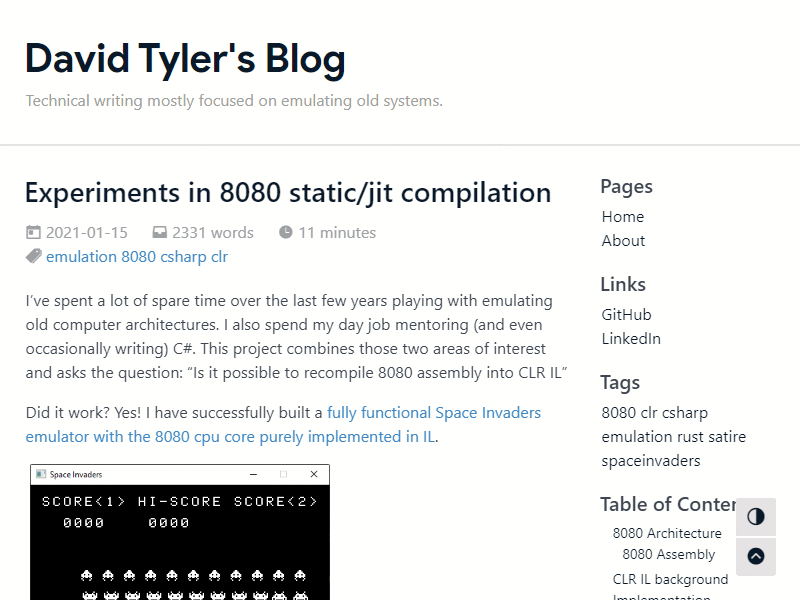 David Tyler's Blog
Technical writing mostly focused on emulating old systems.
Experiments in 8080 static/jit compilation
2021-01-15 2331 words 11 minutes
emulation 8080 csharp clr
I've spent a lot of spare time over the last few years playing with emulating
old computer architectures. I also spend my day job mentoring (and even
occasionally writing) C#. This project combines those two areas of interest
and asks the question: “Is it possible to recompile 8080 assembly into CLR IL”
Did it work? Yes! I have successfully built a fully functional Space Invaders
emulator with the 8080 cpu core purely implemented in IL.
Space Invaders
SCORE<1> HI-SCORE SCORE<2>
0000 0000
Pages
Home
About
Links
GitHub
LinkedIn
Tags
8080 clr csharp
emulation rust satire
spaceinvaders
Table of Conter
8080 Architecture
8080 Assembly
CLR IL background
Implementation